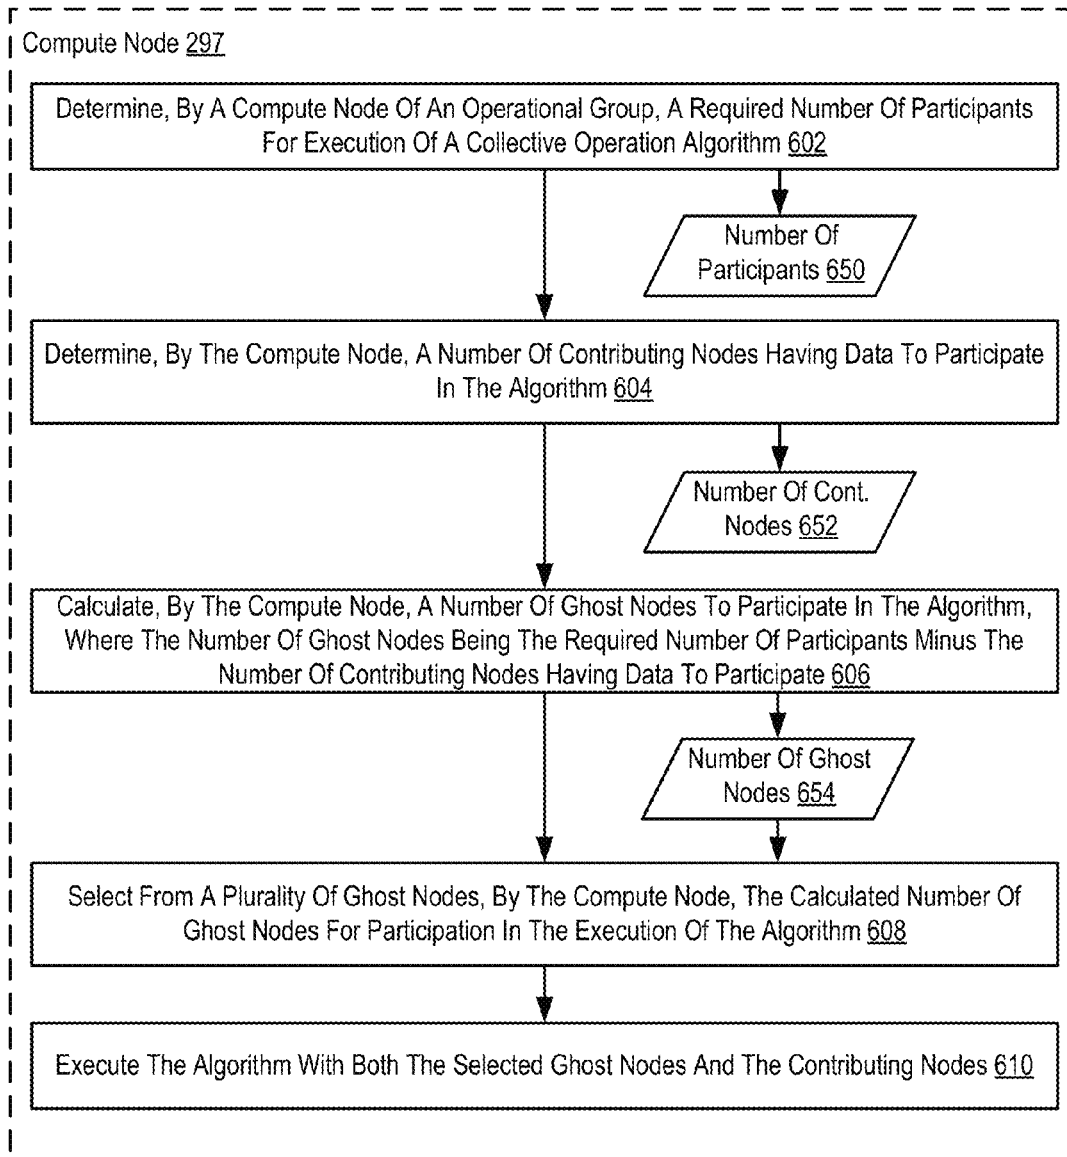 Compute Node 297
Determine, By A Compute Node Of An Operational Group, A Required Number Of Participants
For Execution Of A Collective Operation Algorithm 602
Number Of
Participants 650
Determine, By The Compute Node, A Number Of Contributing Nodes Having Data To Participate
In The Algorithm 604
Number Of Cont.
Nodes 652
Calculate, By The Compute Node, A Number Of Ghost Nodes To Participate In The Algorithm,
Where The Number Of Ghost Nodes Being The Required Number Of Participants Minus The
Number Of Contributing Nodes Having Data To Participate 606
Number Of Ghost
Nodes 654
Select From A Plurality Of Ghost Nodes, By The Compute Node, The Calculated Number Of
Ghost Nodes For Participation In The Execution Of The Algorithm 608
Execute The Algorithm With Both The Selected Ghost Nodes And The Contributing Nodes 610